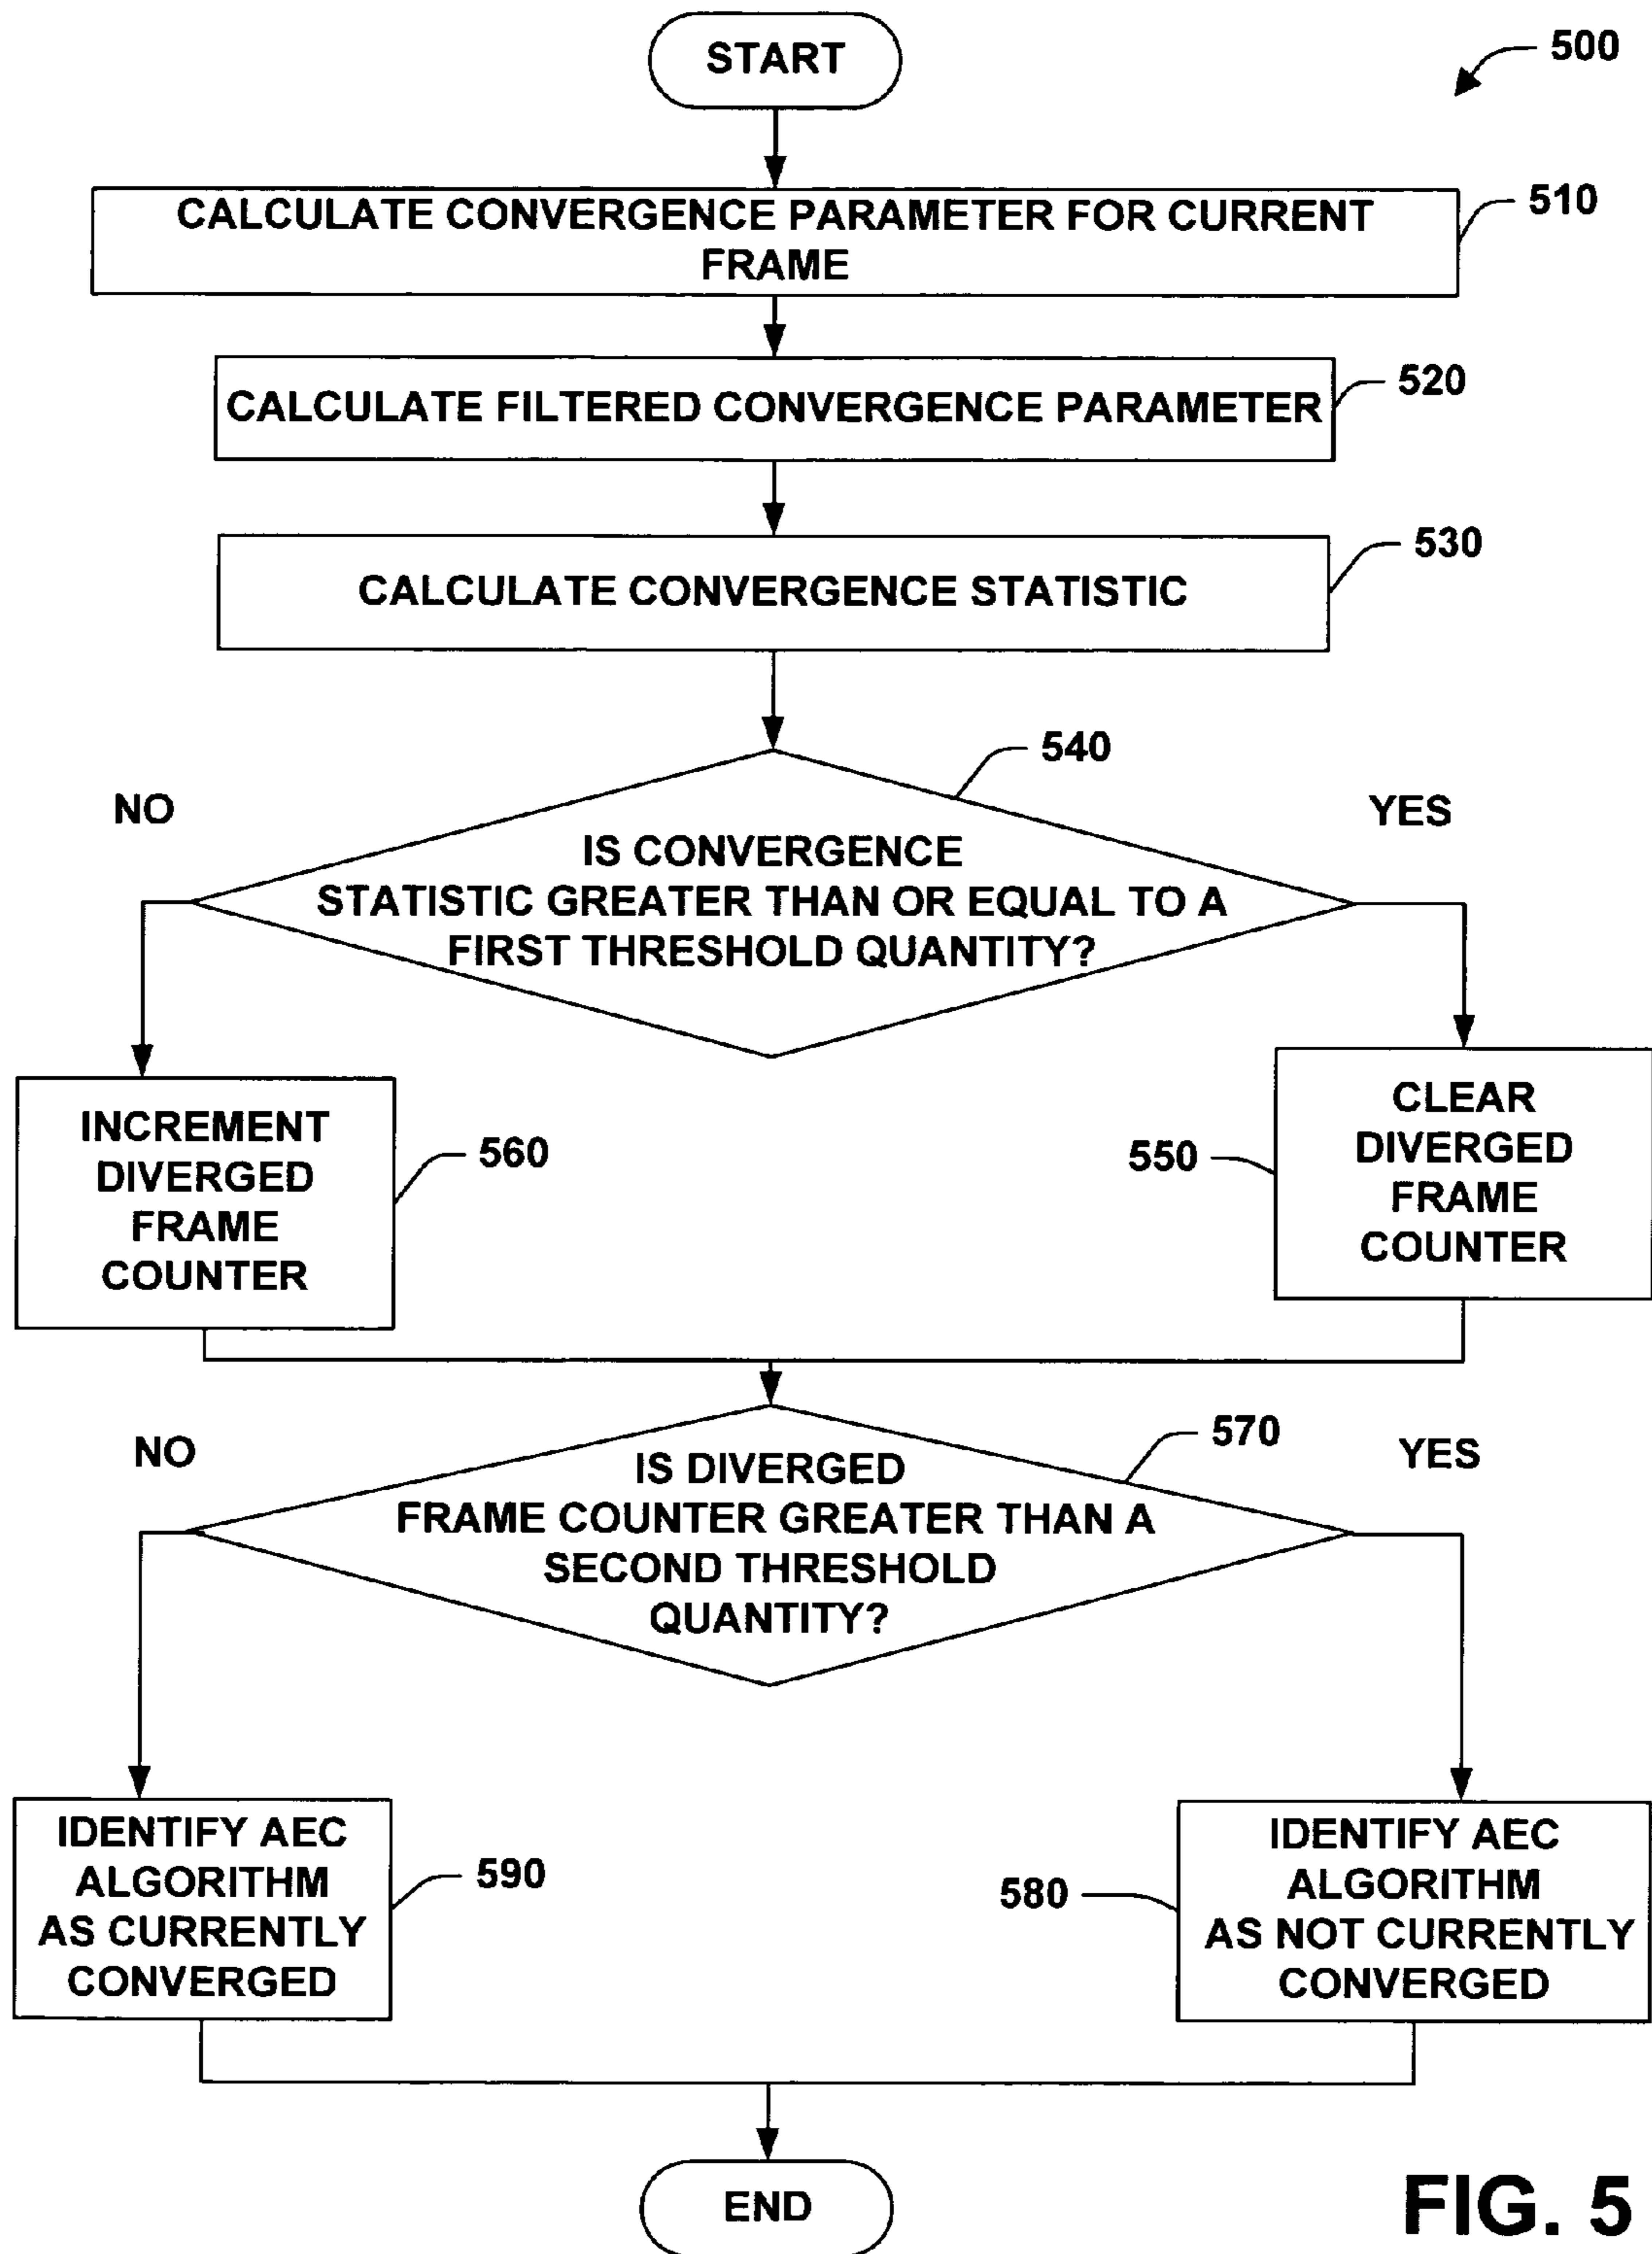 START
500
CALCULATE CONVERGENCE PARAMETER FOR CURRENT
FRAME
510
CALCULATE FILTERED CONVERGENCE PARAMETER
520
CALCULATE CONVERGENCE STATISTIC
530
540
NO
YES
IS CONVERGENCE
STATISTIC GREATER THAN OR EQUAL TO A
FIRST THRESHOLD QUANTITY?
INCREMENT
DIVERGED
FRAME
COUNTER
560
550
CLEAR
DIVERGED
FRAME
COUNTER
570
NO
YES
IS DIVERGED
FRAME COUNTER GREATER THAN A
SECOND THRESHOLD
QUANTITY?
IDENTIFY AEC
ALGORITHM
AS CURRENTLY
CONVERGED
590
580
IDENTIFY AEC
ALGORITHM
AS NOT CURRENTLY
CONVERGED
END
FIG. 5